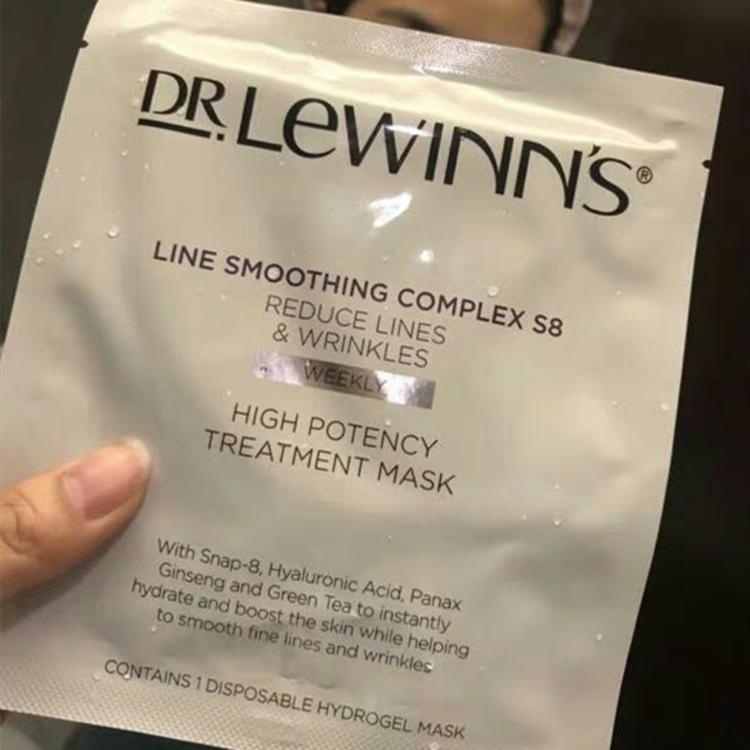 DR.LEWINN'S®
LINE SMOOTHING COMPLEX S8
REDUCE LINES
& WRINKLES
WEEKLY
HIGH POTENCY
TREATMENT MASK
With Snap-8, Hyaluronic Acid, Panax
Ginseng and Green Tea to instantly
hydrate and boost the skin while helping
to smooth fine lines and wrinkles
CONTAINS 1 DISPOSABLE HYDROGEL MASK